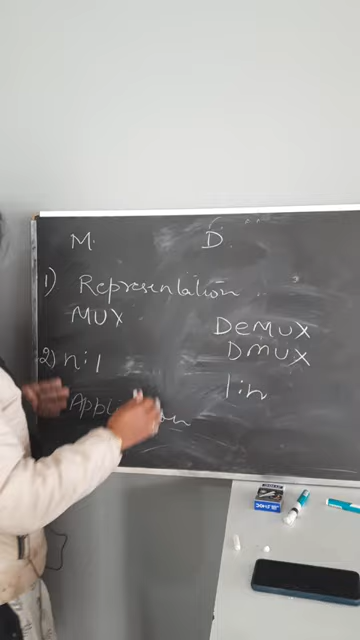 M. D.
1) Representation
MUX DeMUX
DMUX
2) n:1 1:n